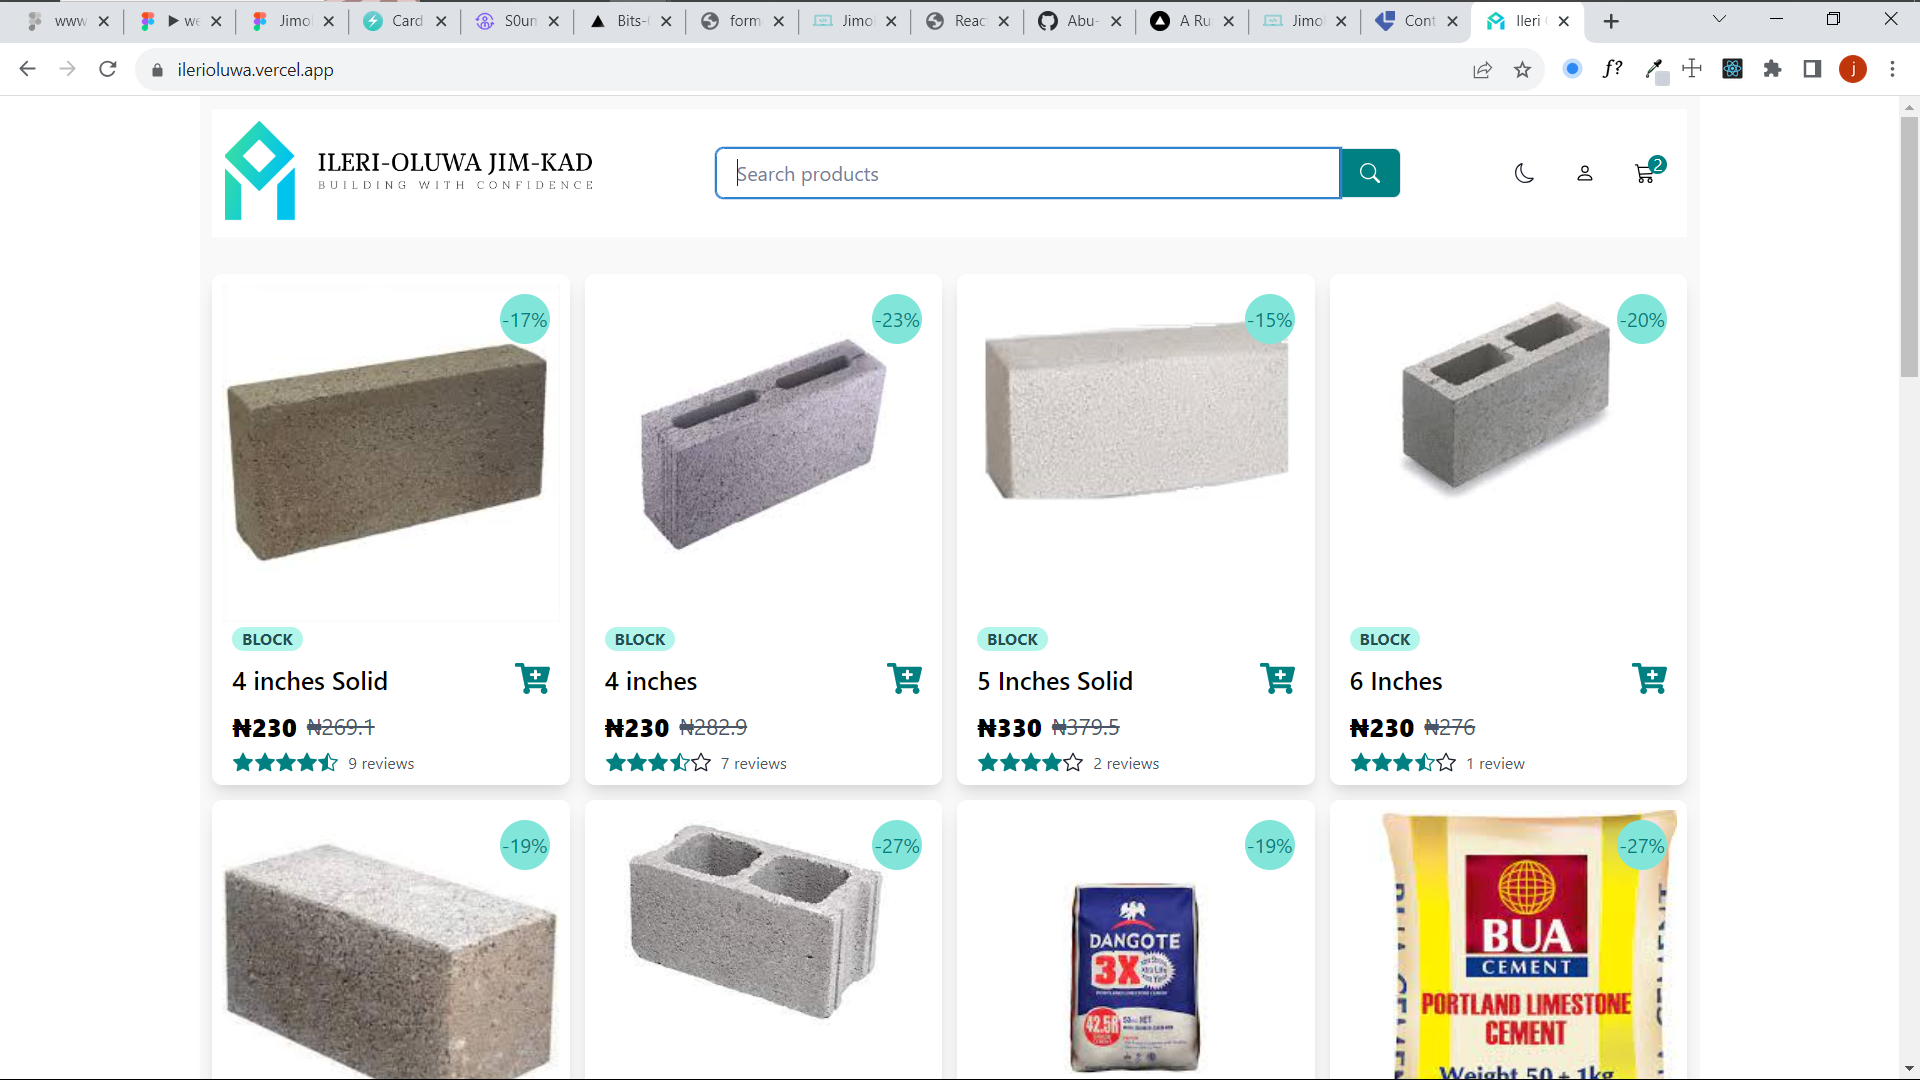 www
▶ we
Jimo
Card
S0un
Bits-
form
Jimo
Reac
Abu-
A Ru
Jimo
Cont
Ileri
ilerioluwa.vercel.app
f?
j
ILERI-OLUWA JIM-KAD
BUILDING WITH CONFIDENCE
Search products
2
-17%
-23%
-15%
-20%
BLOCK
BLOCK
BLOCK
BLOCK
4 inches Solid
4 inches
5 Inches Solid
6 Inches
₦230 ₦269.1
₦230 ₦282.9
₦330 ₦379.5
₦230 ₦276
9 reviews
7 reviews
2 reviews
1 review
-19%
-27%
-19%
-27%
DANGOTE
3X
42.5R
BUA
CEMENT
PORTLAND LIMESTONE
CEMENT
Weight 50 ± 1kg